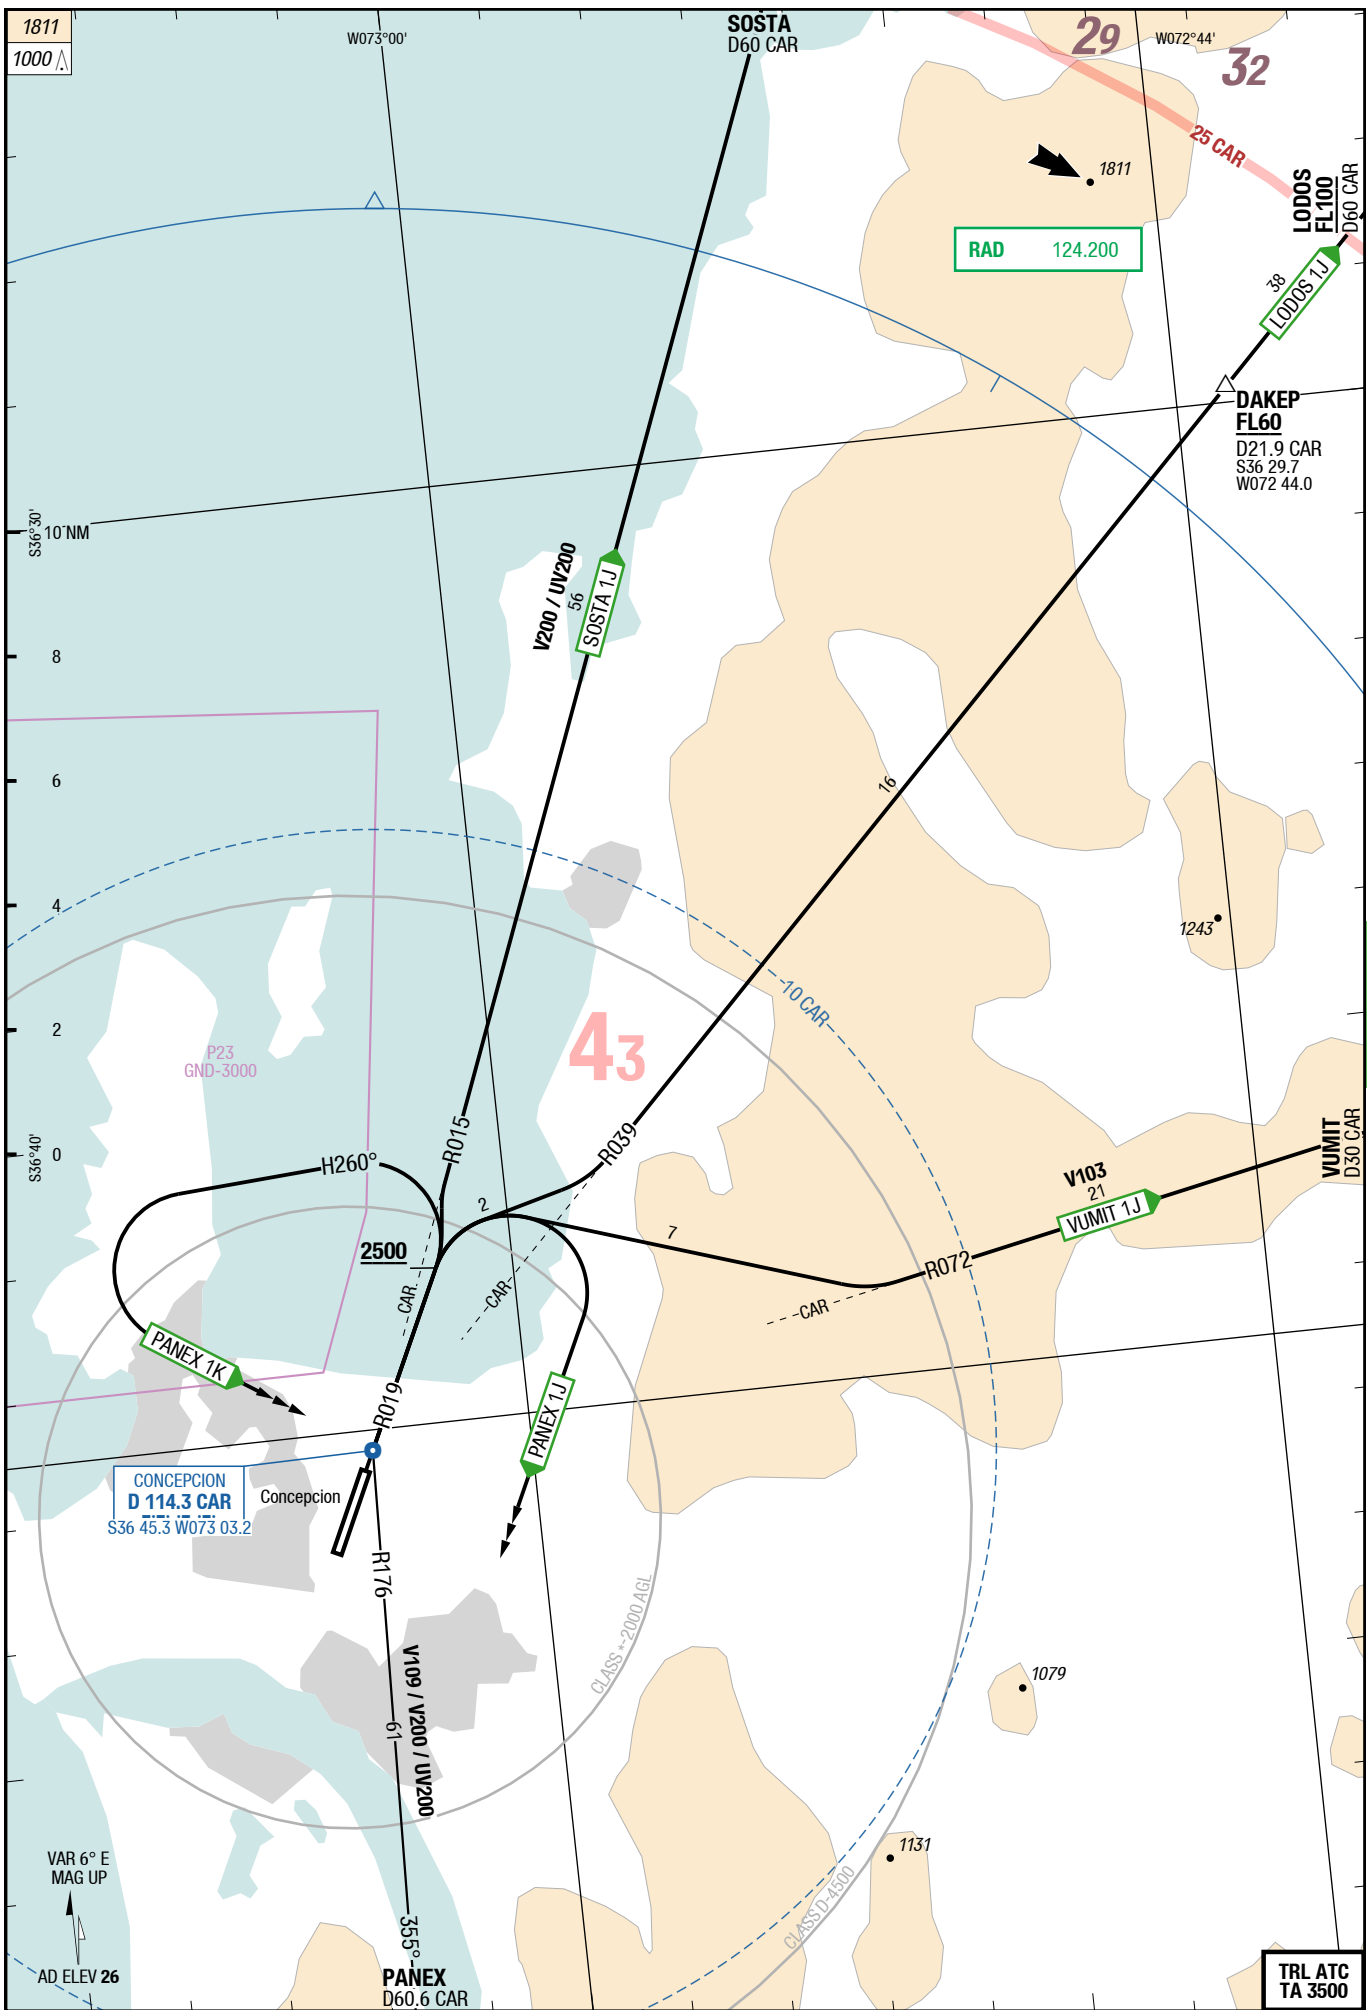 1811
1000
W073°00'
SOSTA
D60 CAR
29
W072°44'
32
25 CAR
1811
LODOS
FL100
D60 CAR
RAD 124.200
38
LODOS 1J
DAKEP
FL60
D21.9 CAR
S36 29.7
W072 44.0
S36°30'
10 NM
V200 / UV200
56
SOSTA 1J
8
6
16
4
1243
2
10 CAR
43
P23
GND-3000
R015
R039
S36°40'
0
H260°
VUMIT
D30 CAR
V103
21
VUMIT 1J
2
7
2500
R072
CAR
CAR
CAR
PANEX 1K
R019
PANEX 1J
CONCEPCION
D 114.3 CAR
S36 45.3 W073 03.2
Concepcion
R176
CLASS *-2000 AGL
V109 / V200 / UV200
61
1079
1131
CLASS D-4500
VAR 6° E
MAG UP
355°
AD ELEV 26
PANEX
D60.6 CAR
TRL ATC
TA 3500